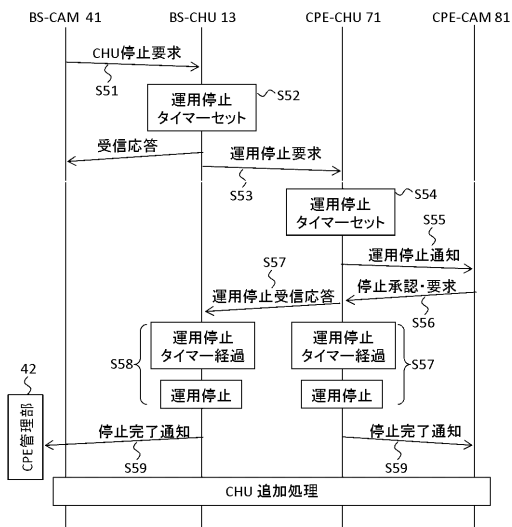 BS-CAM 41
BS-CHU 13
CPE-CHU 71
CPE-CAM 81
CHU停止要求
S51
運用停止
タイマーセット
S52
受信応答
運用停止要求
S53
運用停止
タイマーセット
S54
S55
運用停止通知
S57
停止承認・要求
運用停止受信応答
S56
S58
運用停止
タイマー経過
運用停止
タイマー経過
S57
運用停止
運用停止
42
CPE管理部
停止完了通知
停止完了通知
S59
S59
CHU 追加処理